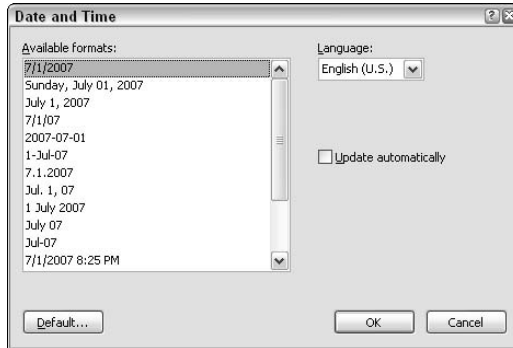 Date and Time
Available formats:
7/1/2007
Sunday, July 01, 2007
July 1, 2007
7/1/07
2007-07-01
1-Jul-07
7.1.2007
Jul. 1, 07
1 July 2007
July 07
Jul-07
7/1/2007 8:25 PM
Language:
English (U.S.)
Update automatically
Default...
OK
Cancel